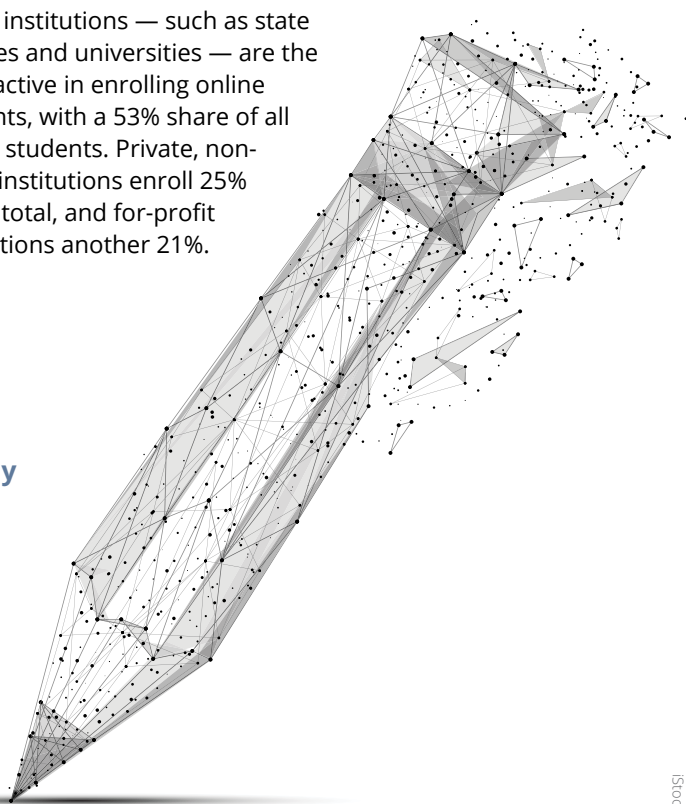 institutions — such as state
es and universities — are the
active in enrolling online
nts, with a 53% share of all
students. Private, non-
institutions enroll 25%
total, and for-profit
tions another 21%.
y
iStoc